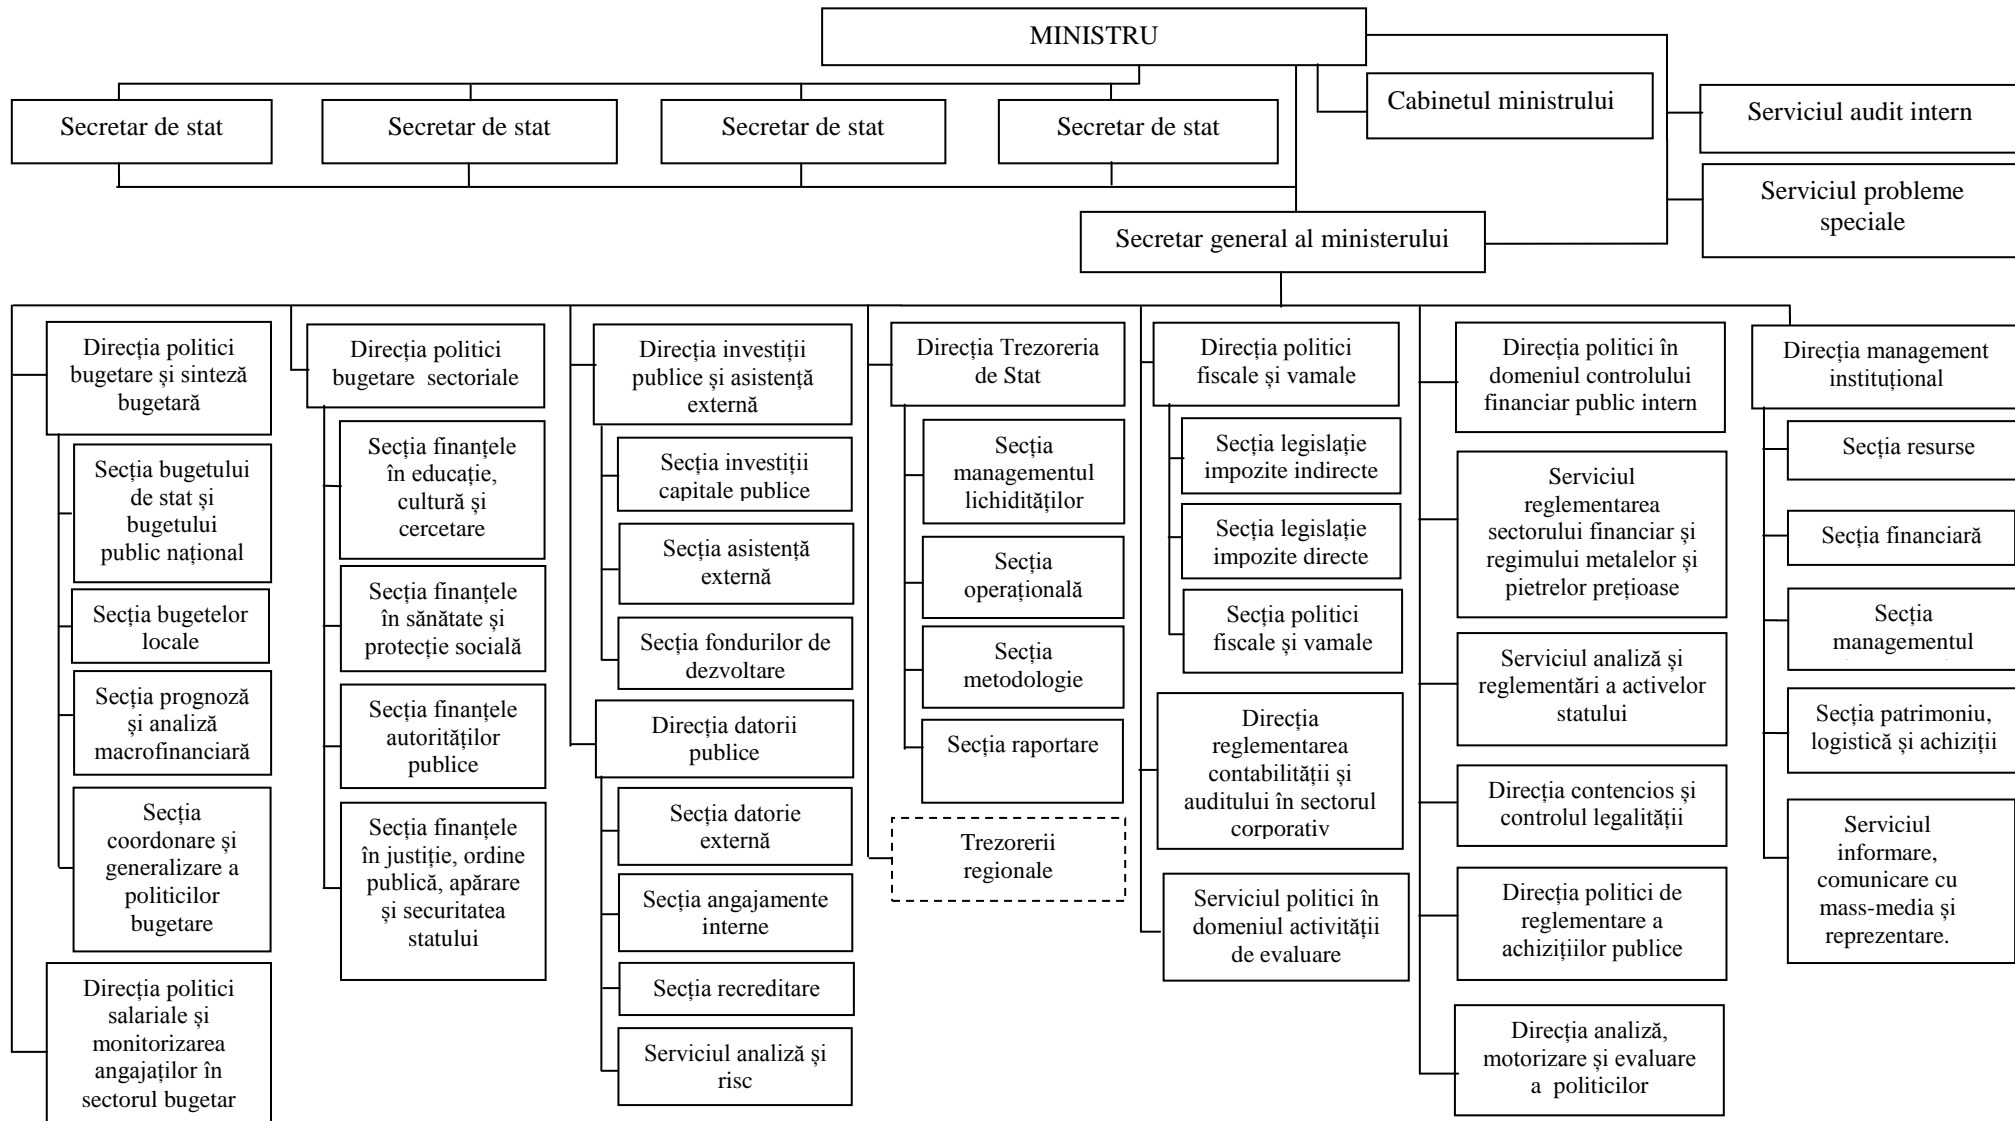 MINISTRU
Cabinetul ministrului
Serviciul audit intern
Secretar de stat
Secretar de stat
Secretar de stat
Secretar de stat
Serviciul probleme
speciale
Secretar general al ministerului
Direcția politici
bugetare și sinteză
bugetară
Secția bugetului
de stat și
bugetului
public național
Secția bugetelor
locale
Secția prognoză
și analiză
macrofinanciară
Secția
coordonare și
generalizare a
politicilor
bugetare
Direcția politici
salariale și
monitorizarea
angajaților în
sectorul bugetar
Direcția politici
bugetare sectoriale
Secția finanțele
în educație,
cultură și
cercetare
Secția finanțele
în sănătate și
protecție socială
Secția finanțele
autorităților
publice
Secția finanțele
în justiție, ordine
publică, apărare
și securitatea
statului
Direcția investiții
publice și asistență
externă
Secția investiții
capitale publice
Secția asistență
externă
Secția fondurilor de
dezvoltare
Direcția datorii
publice
Secția datorie
externă
Secția angajamente
interne
Secția recreditare
Serviciul analiză și
risc
Direcția Trezoreria
de Stat
Secția
managementul
lichidităților
Secția
operațională
Secția
metodologie
Secția raportare
Trezorerii
regionale
Direcția politici
fiscale și vamale
Secția legislație
impozite indirecte
Secția legislație
impozite directe
Secția politici
fiscale și vamale
Direcția
reglementarea
contabilității și
auditului în sectorul
corporativ
Serviciul politici în
domeniul activității
de evaluare
Direcția politici în
domeniul controlului
financiar public intern
Serviciul
reglementarea
sectorului financiar și
regimului metalelor și
pietrelor prețioase
Serviciul analiză și
reglementări a activelor
statului
Direcția contencios și
controlul legalității
Direcția politici de
reglementare a
achizițiilor publice
Direcția analiză,
motorizare și evaluare
a politicilor
Direcția management
instituțional
Secția resurse
Secția financiară
Secția
managementul
Secția patrimoniu,
logistică și achiziții
Serviciul
informare,
comunicare cu
mass-media și
reprezentare.